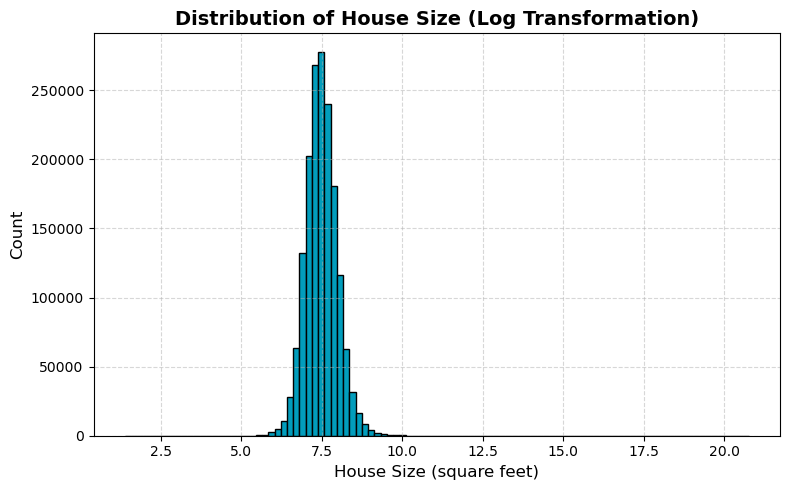 Distribution of House Size (Log Transformation)
Count
250000
200000
150000
100000
50000
0
2.5 5.0 7.5 10.0 12.5 15.0 17.5 20.0
House Size (square feet)